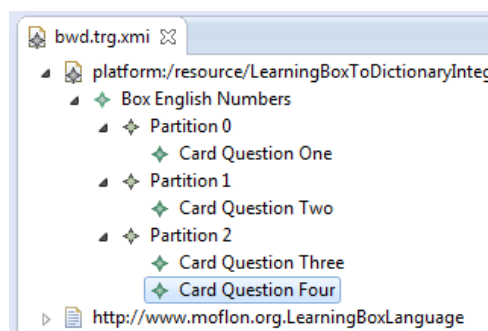 bwd.trg.xmi
platform:/resource/LearningBoxToDictionaryInteg
Box English Numbers
Partition 0
Card Question One
Partition 1
Card Question Two
Partition 2
Card Question Three
Card Question Four
http://www.moflon.org.LearningBoxLanguage